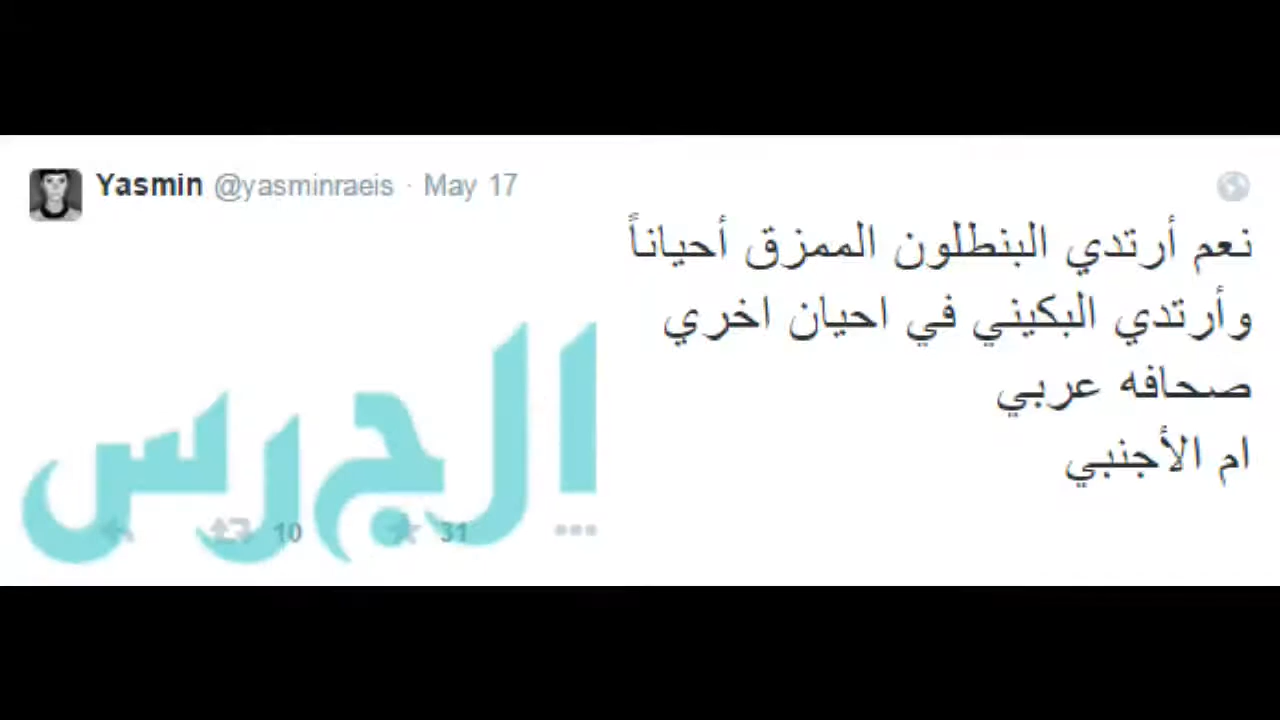 Yasmin @yasminraeis · May 17
نعم أرتدي البنطلون الممزق أحياناً
وأرتدي البكيني في احيان اخري
صحافه عربي
ام الأجنبي
الجرس
10 31